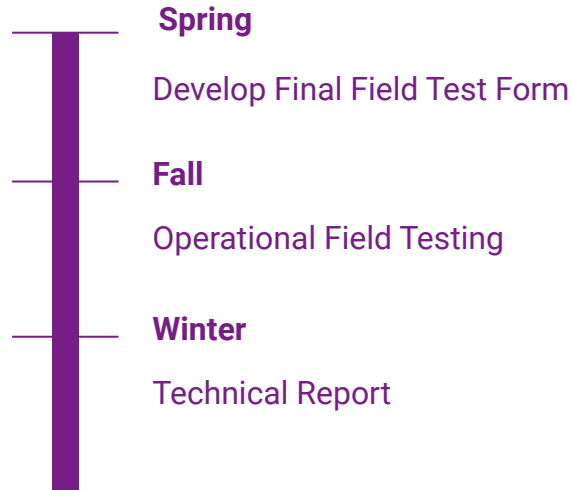 Spring
Develop Final Field Test Form
Fall
Operational Field Testing
Winter
Technical Report